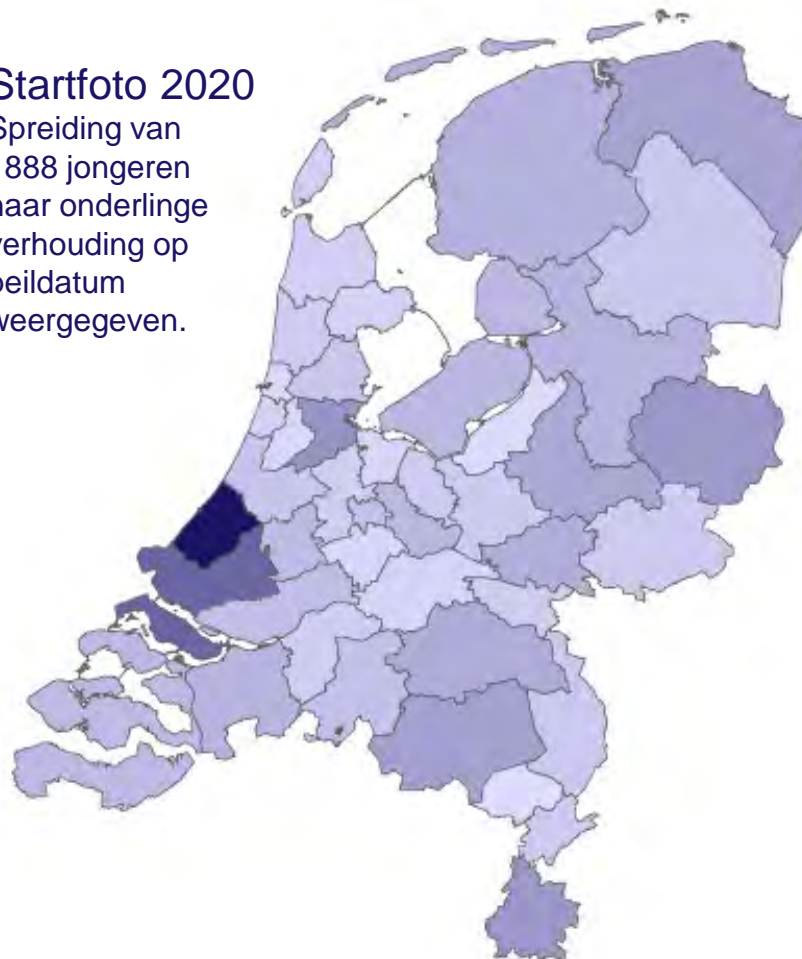 Startfoto 2020
Spreiding van
888 jongeren
naar onderlinge
verhouding op
peildatum
weergegeven.